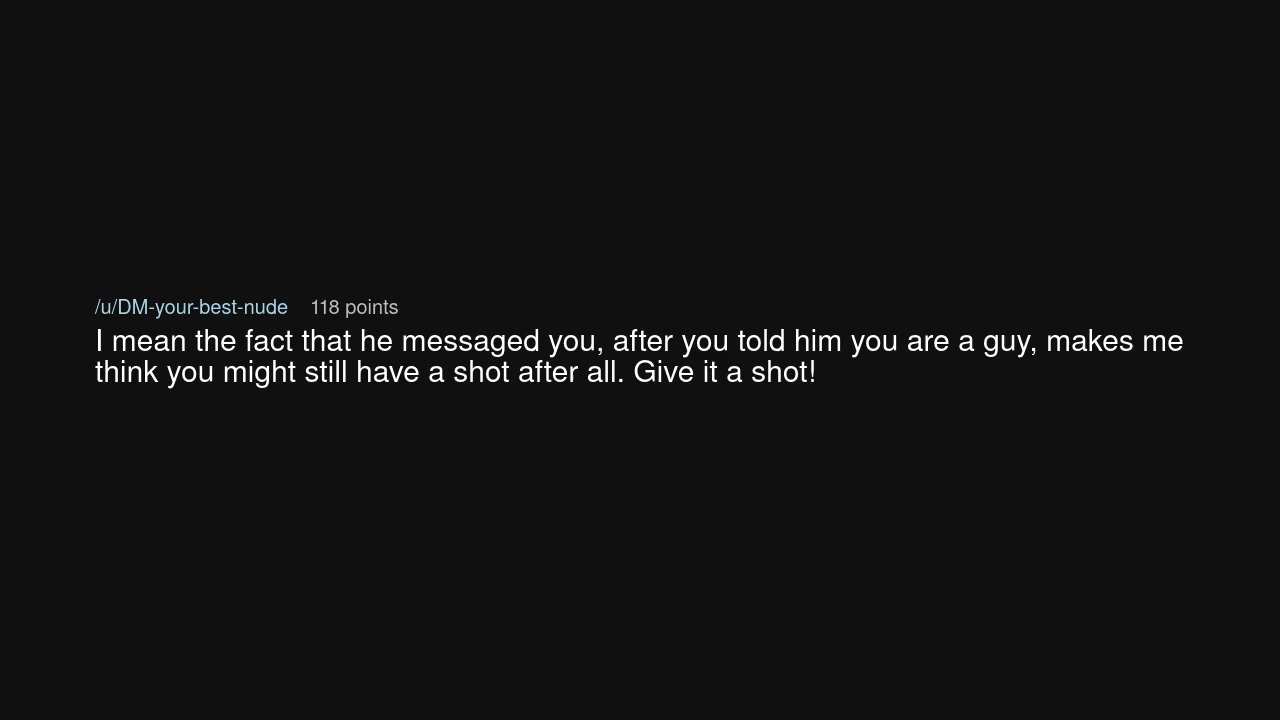 /u/DM-your-best-nude 118 points
I mean the fact that he messaged you, after you told him you are a guy, makes me
think you might still have a shot after all. Give it a shot!